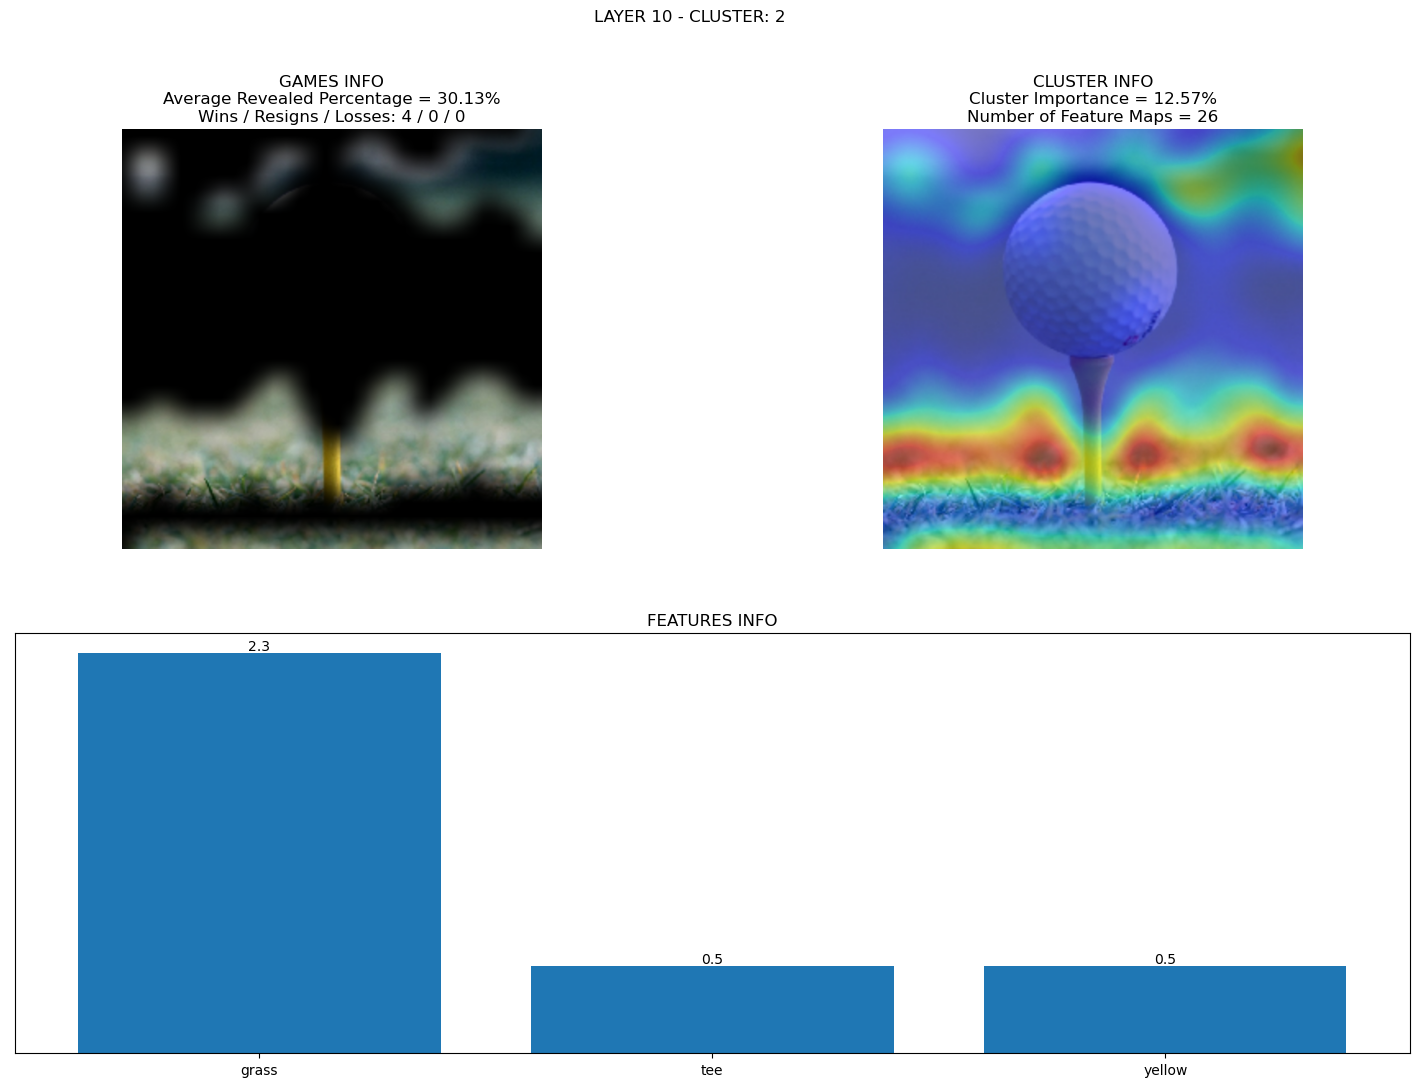 LAYER 10 - CLUSTER: 2
GAMES INFO
Average Revealed Percentage = 30.13%
Wins / Resigns / Losses: 4 / 0 / 0
CLUSTER INFO
Cluster Importance = 12.57%
Number of Feature Maps = 26
FEATURES INFO
2.3
0.5
0.5
grass
tee
yellow